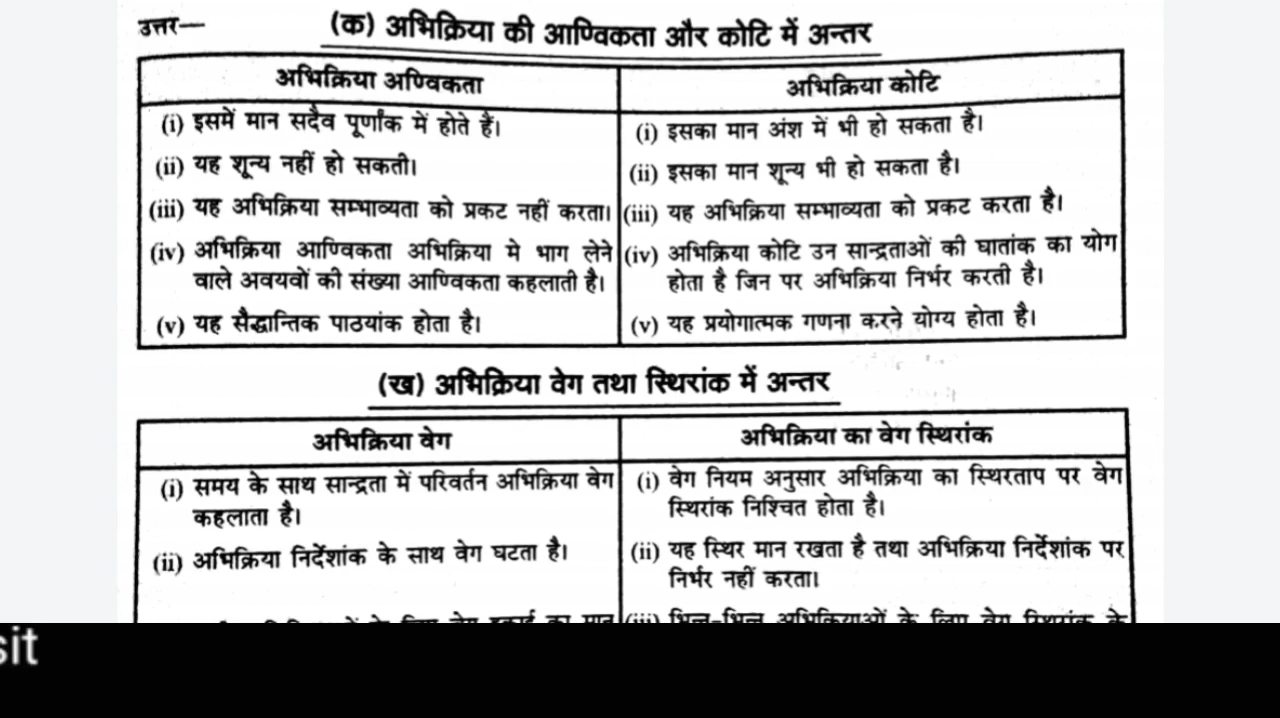 उत्तर—
(क) अभिक्रिया की आण्विकता और कोटि में अन्तर
अभिक्रिया अण्विकता
(i) इसमें मान सदैव पूर्णांक में होते हैं।
(ii) यह शून्य नहीं हो सकती।
(iii) यह अभिक्रिया सम्भाव्यता को प्रकट नहीं करता।
(iv) अभिक्रिया आण्विकता अभिक्रिया मे भाग लेने
वाले अवयवों की संख्या आण्विकता कहलाती है।
(v) यह सैद्धान्तिक पाठयांक होता है।
अभिक्रिया कोटि
(i) इसका मान अंश में भी हो सकता है।
(ii) इसका मान शून्य भी हो सकता है।
(iii) यह अभिक्रिया सम्भाव्यता को प्रकट करता है।
(iv) अभिक्रिया कोटि उन सान्द्रताओं की घातांक का योग
होता है जिन पर अभिक्रिया निर्भर करती है।
(v) यह प्रयोगात्मक गणना करने योग्य होता है।
(ख) अभिक्रिया वेग तथा स्थिरांक में अन्तर
अभिक्रिया वेग
(i) समय के साथ सान्द्रता में परिवर्तन अभिक्रिया वेग
कहलाता है।
(ii) अभिक्रिया निर्देशांक के साथ वेग घटता है।
अभिक्रिया का वेग स्थिरांक
(i) वेग नियम अनुसार अभिक्रिया का स्थिरताप पर वेग
स्थिरांक निश्चित होता है।
(ii) यह स्थिर मान रखता है तथा अभिक्रिया निर्देशांक पर
निर्भर नहीं करता।
(iii) भिन्न-भिन्न अभिक्रियाओं के लिए वेग स्थिरांक के
sit